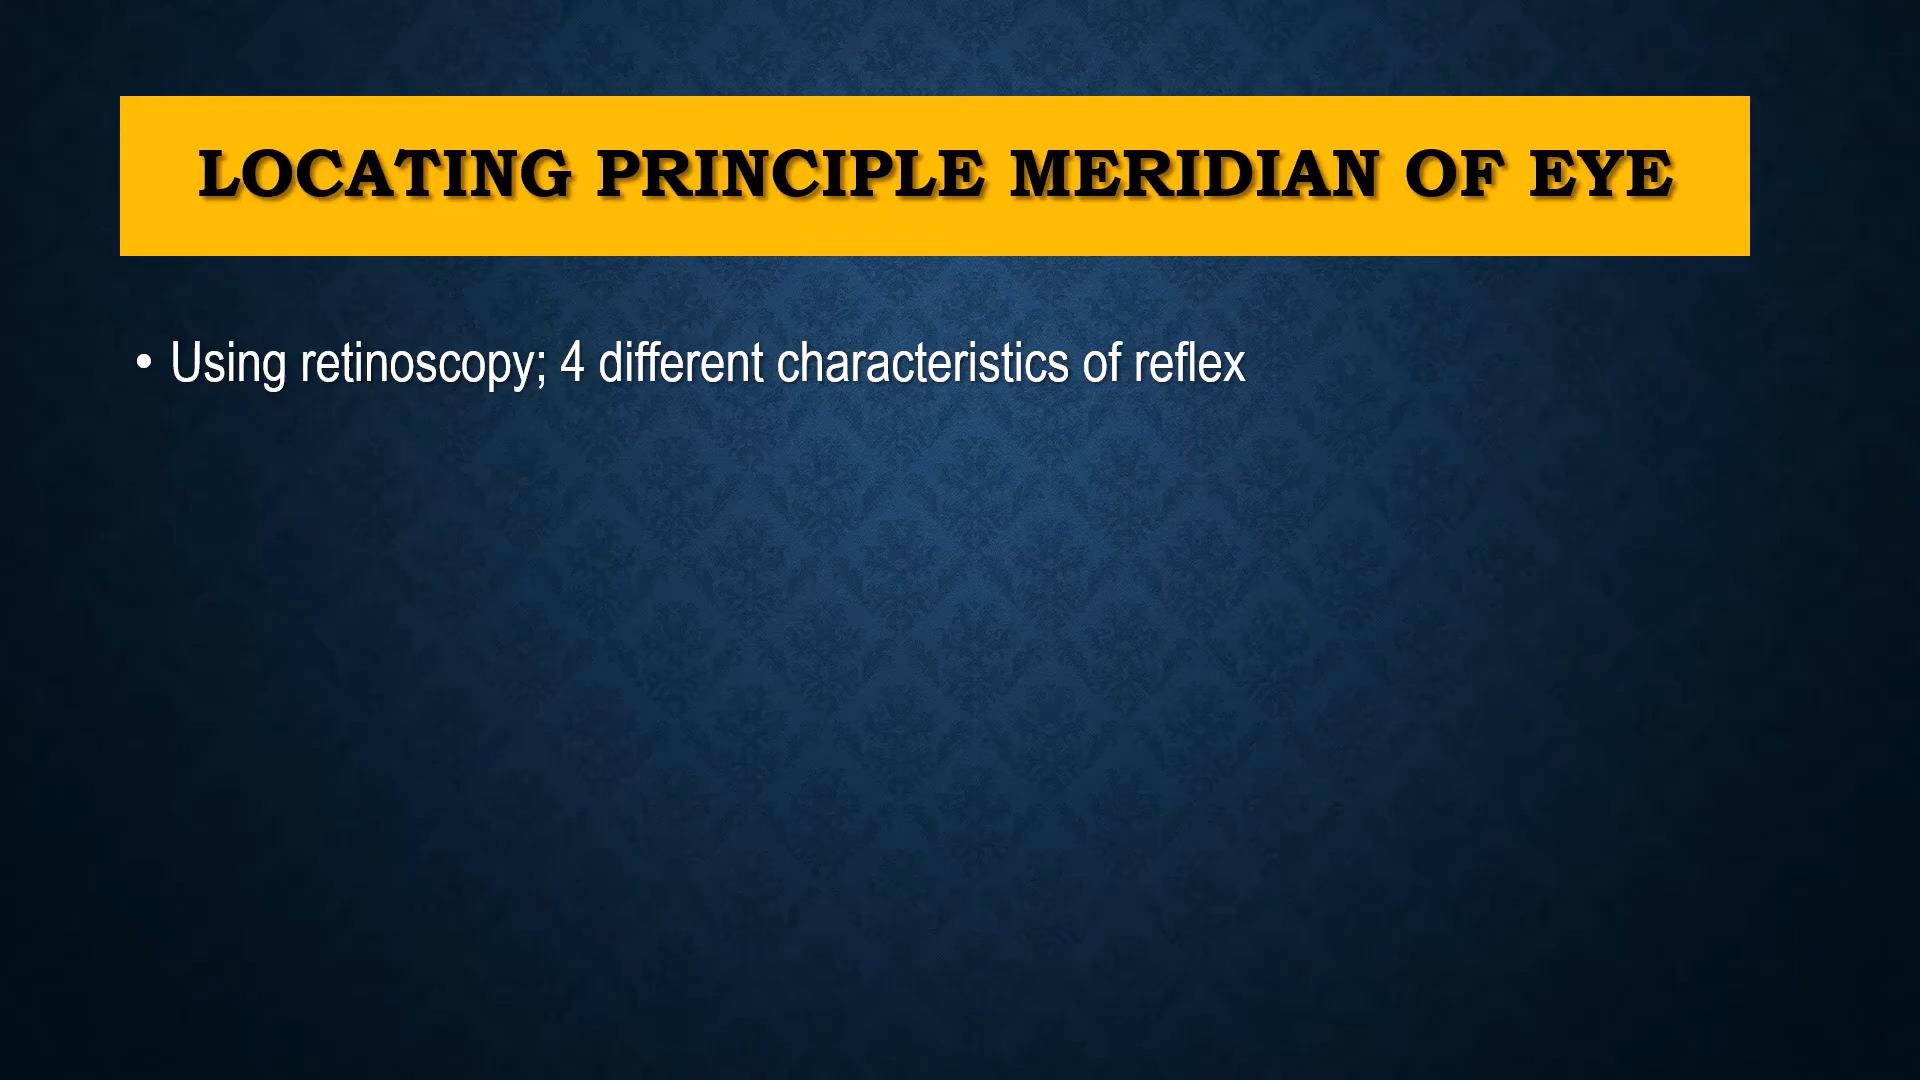 LOCATING PRINCIPLE MERIDIAN OF EYE
• Using retinoscopy; 4 different characteristics of reflex